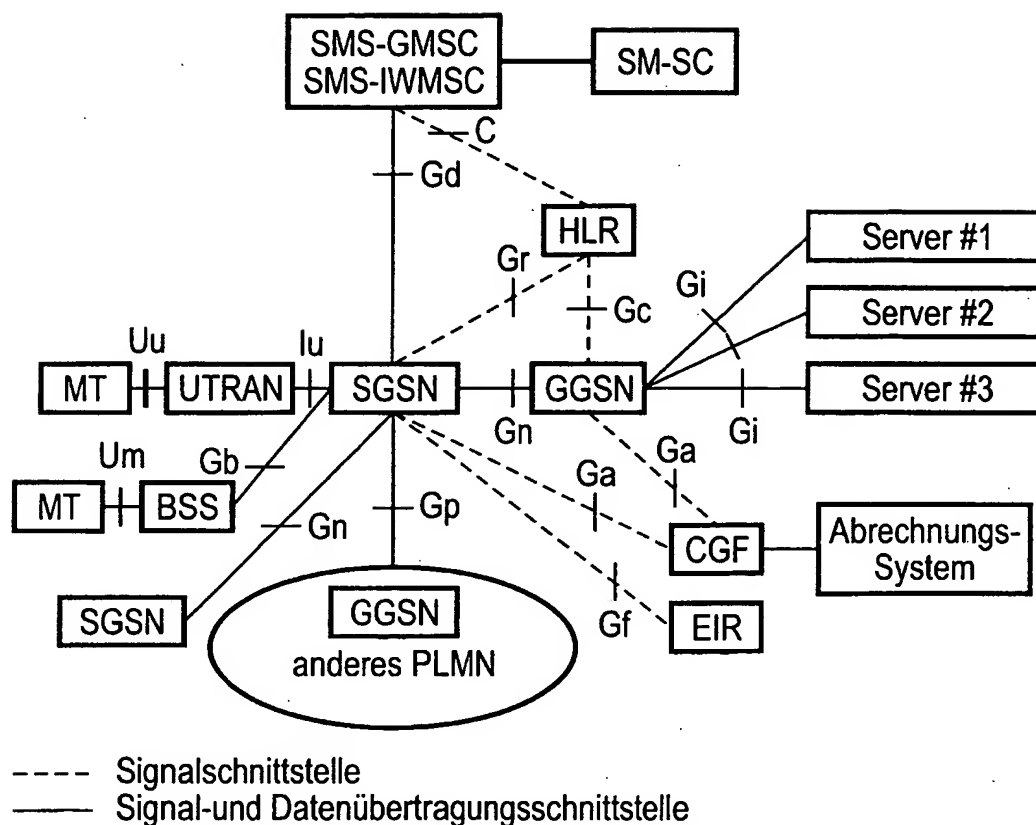 SMS-GMSC
SMS-IWMSC
SM-SC
C
Gd
HLR
Server #1
Gr
Gi
Gc
Server #2
Uu
Iu
MT
UTRAN
SGSN
GGSN
Server #3
Gn
Gi
Um
Gb
Ga
Ga
MT
BSS
Gn
Gp
CGF
Abrechnungs-
System
SGSN
GGSN
Gf
EIR
anderes PLMN
Signalschnittstelle
Signal-und Datenübertragungsschnittstelle